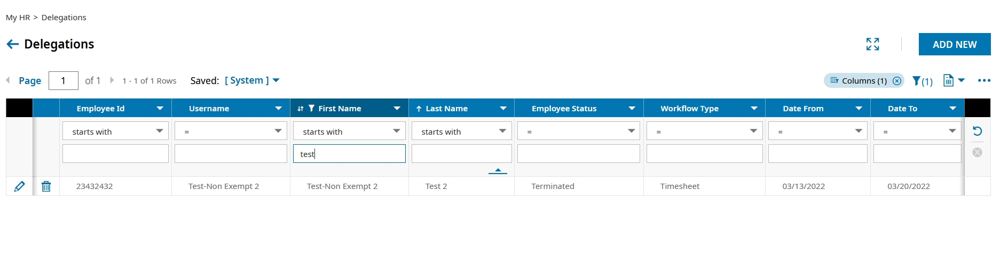 My HR > Delegations
Delegations
ADD NEW
Page 1 of 1 1 - 1 of 1 Rows Saved: [ System ] Columns (1) (1)
Employee Id Username First Name Last Name Employee Status Workflow Type Date From Date To
starts with = starts with starts with = = = =
test
23432432 Test-Non Exempt 2 Test-Non Exempt 2 Test 2 Terminated Timesheet 03/13/2022 03/20/2022